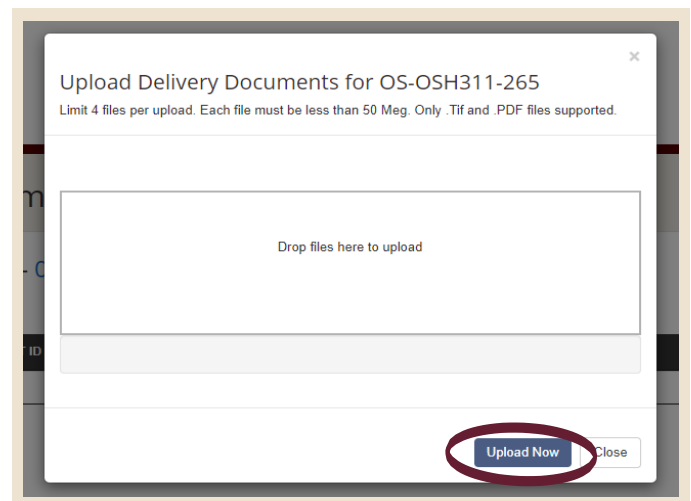 ×
Upload Delivery Documents for OS-OSH311-265
Limit 4 files per upload. Each file must be less than 50 Meg. Only .Tif and .PDF files supported.
m
- C
Drop files here to upload
ID
Upload Now Close